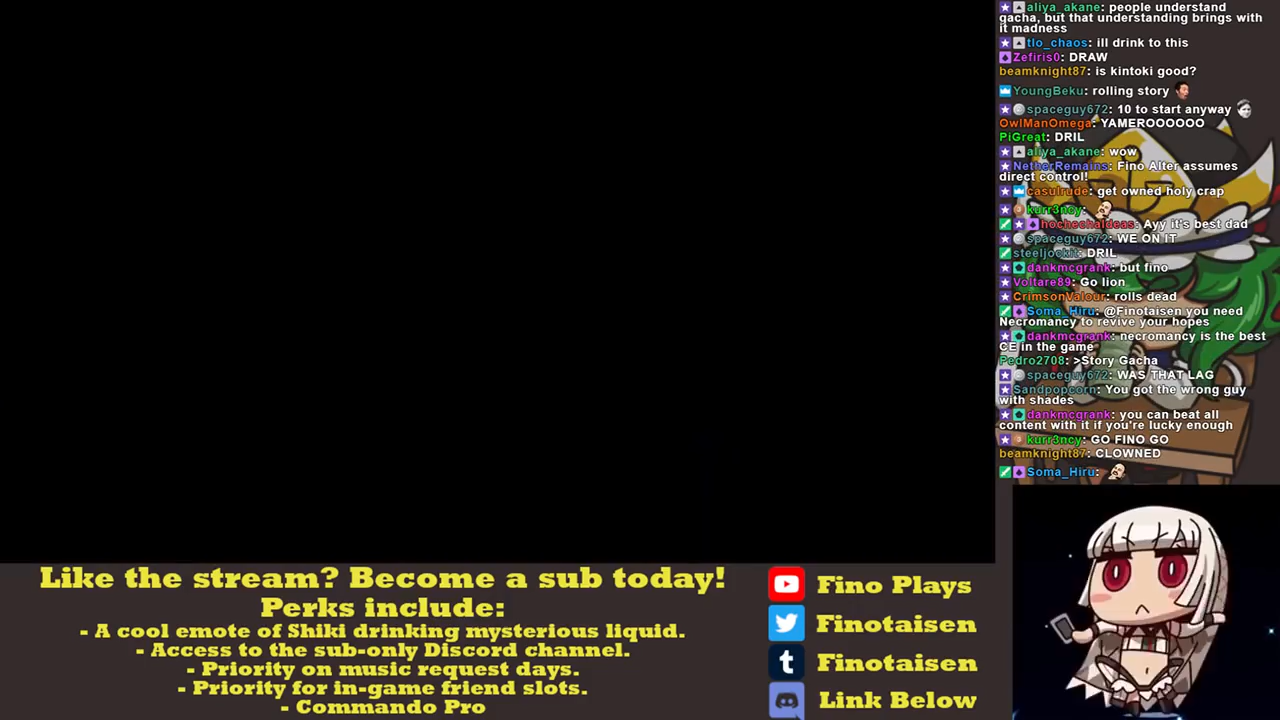 aliya_akane: people understand
gacha, but that understanding brings with
it madness
tlo_chaos: ill drink to this
Zefiris0: DRAW
beamknight87: is kintoki good?
YoungBeku: rolling story
spaceguy672: 10 to start anyway
OwlManOmega: YAMEROOOOOO
PiGreat: DRIL
aliya_akane: wow
NetherRemains: Fino Alter assumes
direct control!
casulrude: get owned holy crap
kurr3ncy:
hochechaIdeas: Ayy it's best dad
spaceguy672: WE ON IT
steeljockit: DRIL
dankmcgrank: but fino
Voltare89: Go lion
CrimsonValour: rolls dead
Soma_Hiru: @Finotaisen you need
Necromancy to revive your hopes
dankmcgrank: necromancy is the best
CE in the game
Pedro2708: >Story Gacha
spaceguy672: WAS THAT LAG
Sandpopcorn: You got the wrong guy
with shades
dankmcgrank: you can beat all
content with it if you're lucky enough
kurr3ncy: GO FINO GO
beamknight87: CLOWNED
Soma_Hiru:
Like the stream? Become a sub today!
Perks include:
- A cool emote of Shiki drinking mysterious liquid.
- Access to the sub-only Discord channel.
- Priority on music request days.
- Priority for in-game friend slots.
- Commando Pro
Fino Plays
Finotaisen
Finotaisen
Link Below